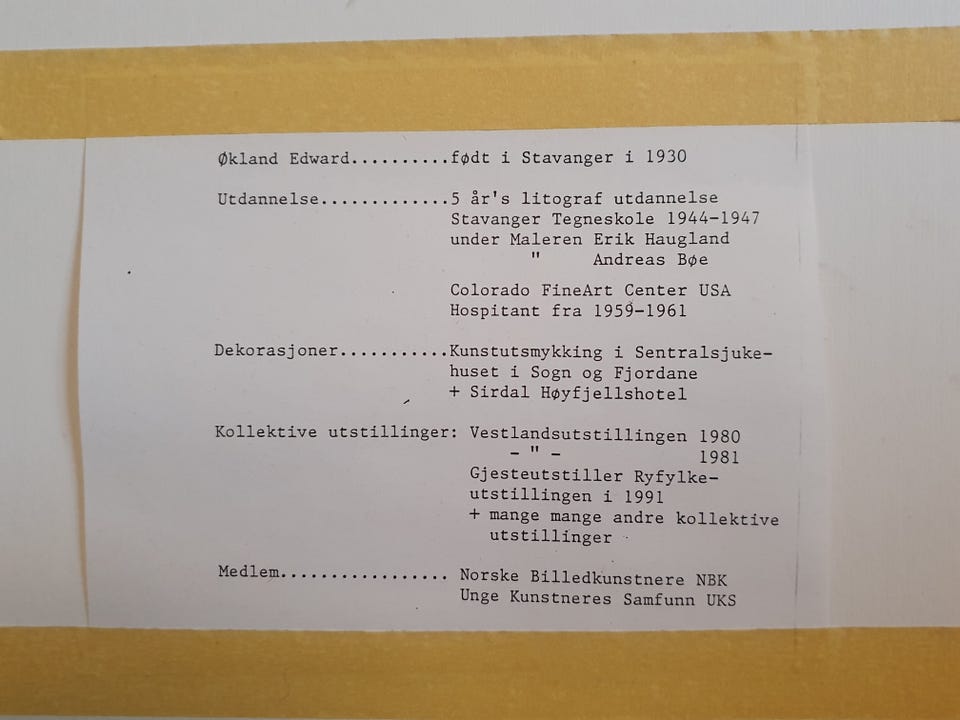 Økland Edward..........født i Stavanger i 1930
Utdannelse.............5 år's litograf utdannelse
Stavanger Tegneskole 1944-1947
under Maleren Erik Haugland
" Andreas Bøe
Colorado FineArt Center USA
Hospitant fra 1959-1961
Dekorasjoner...........Kunstutsmykking i Sentralsjuke-
huset i Sogn og Fjordane
+ Sirdal Høyfjellshotel
Kollektive utstillinger: Vestlandsutstillingen 1980
- " - 1981
Gjesteutstiller Ryfylke-
utstillingen i 1991
+ mange mange andre kollektive
utstillinger
Medlem................. Norske Billedkunstnere NBK
Unge Kunstneres Samfunn UKS